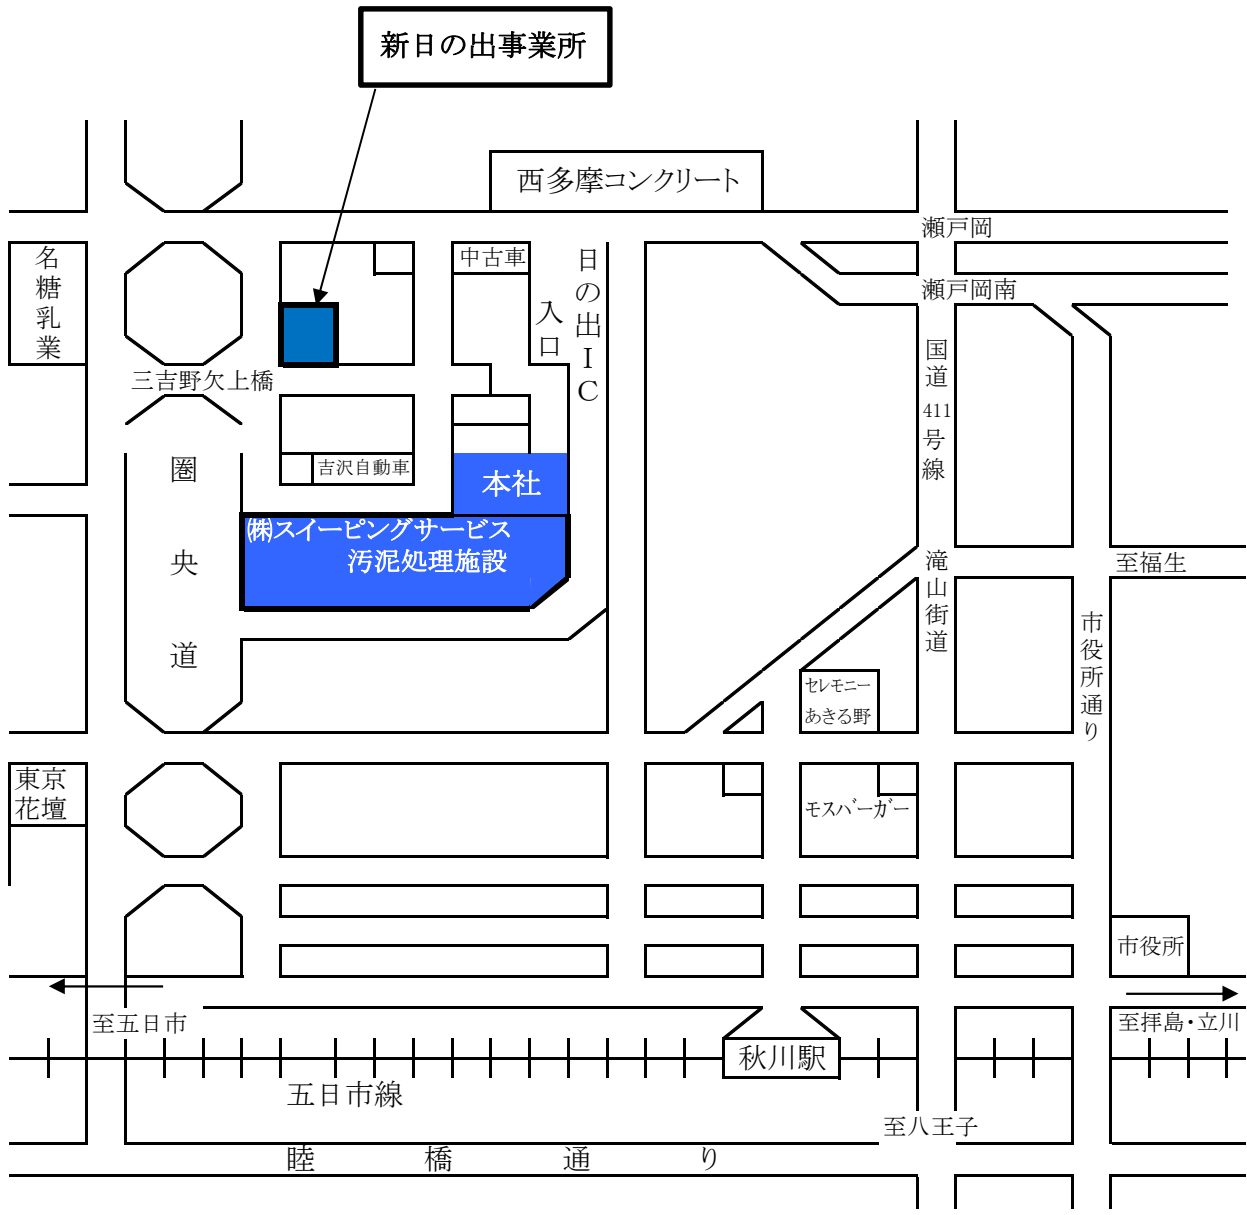 新日の出事業所
西多摩コンクリート
瀬戸岡
名糖乳業
中古車
日の出IC
入口
瀬戸岡南
三吉野欠上橋
国道411号線
圏央道
吉沢自動車
本社
㈱スイーピングサービス
汚泥処理施設
滝山街道
至福生
市役所通り
セレモニー
あきる野
東京
花壇
モスバーガー
市役所
至五日市
至拝島・立川
秋川駅
五日市線
至八王子
睦橋通り